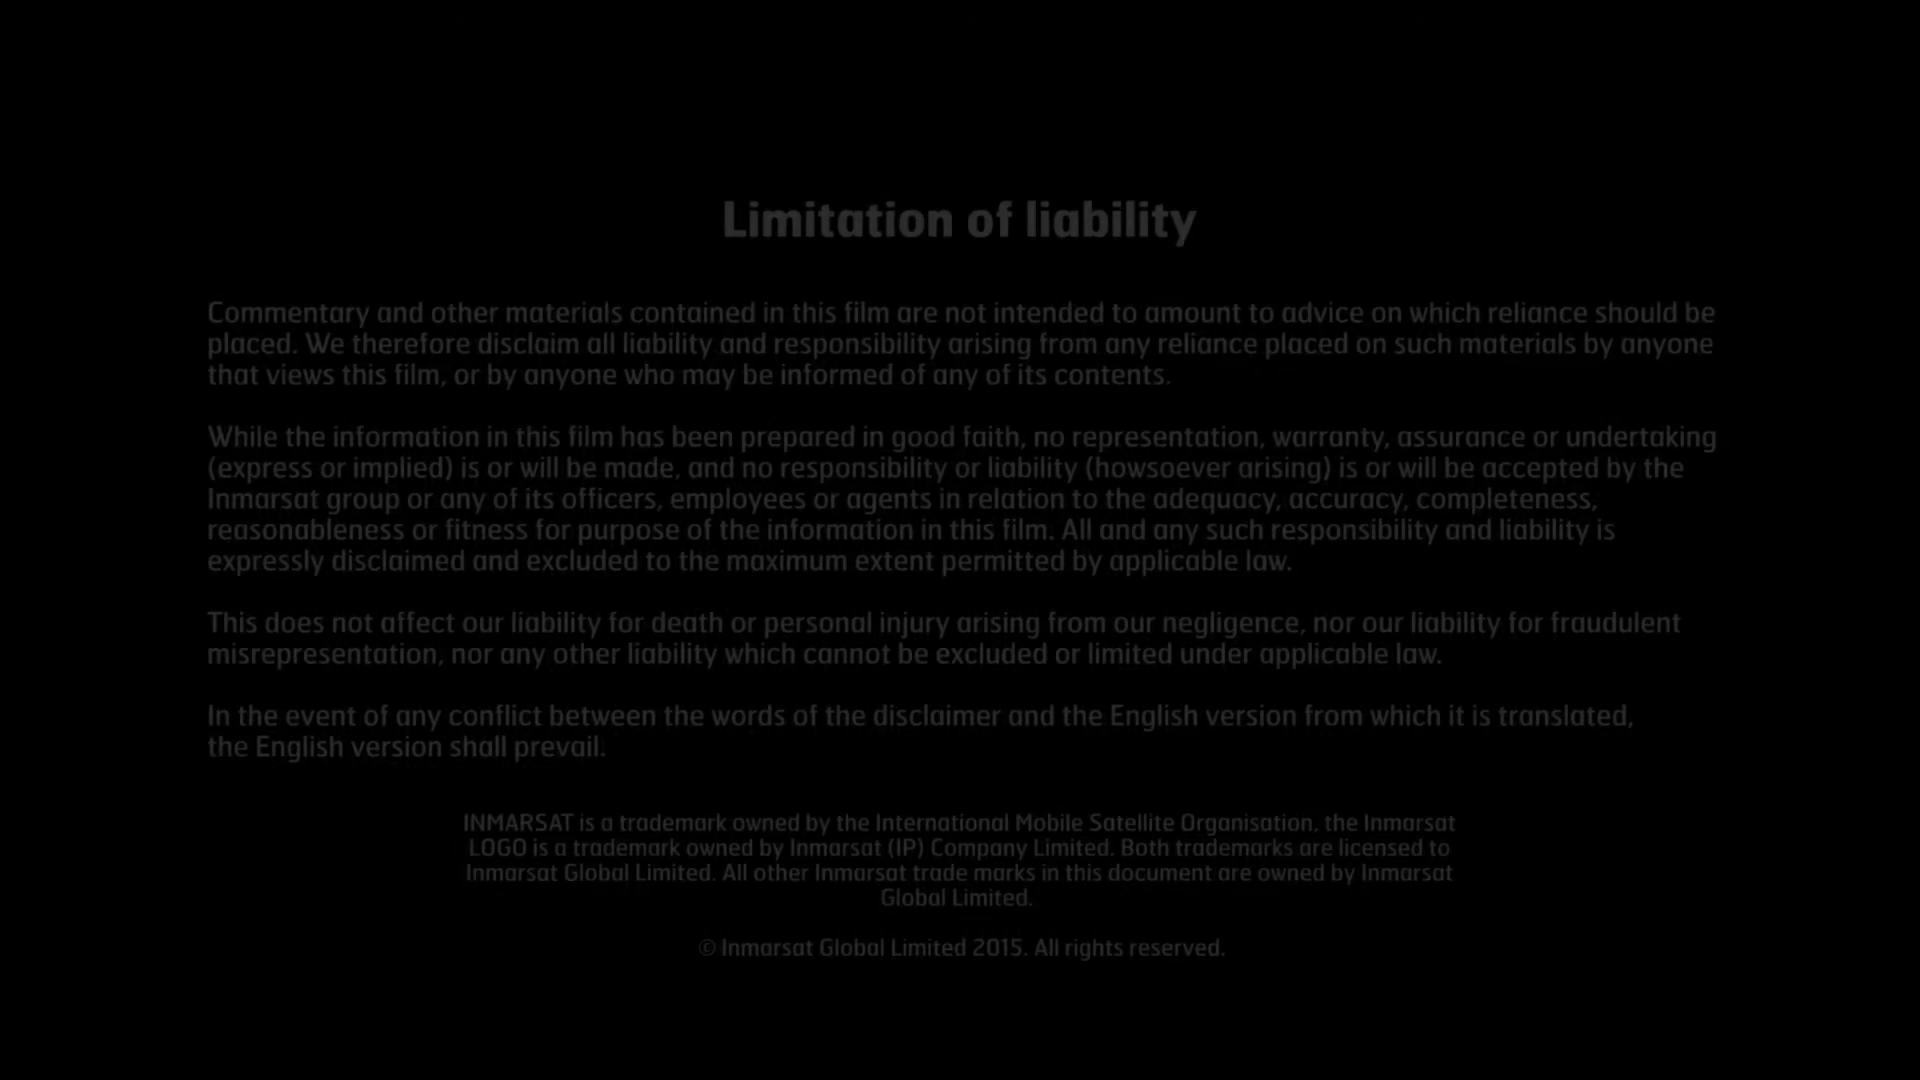 Limitation of liability
Commentary and other materials contained in this film are not intended to amount to advice on which reliance should be
placed. We therefore disclaim all liability and responsibility arising from any reliance placed on such materials by anyone
that views this film, or by anyone who may be informed of any of its contents.
While the information in this film has been prepared in good faith, no representation, warranty, assurance or undertaking
(express or implied) is or will be made, and no responsibility or liability (howsoever arising) is or will be accepted by the
Inmarsat group or any of its officers, employees or agents in relation to the adequacy, accuracy, completeness,
reasonableness or fitness for purpose of the information in this film. All and any such responsibility and liability is
expressly disclaimed and excluded to the maximum extent permitted by applicable law.
This does not affect our liability for death or personal injury arising from our negligence, nor our liability for fraudulent
misrepresentation, nor any other liability which cannot be excluded or limited under applicable law.
In the event of any conflict between the words of the disclaimer and the English version from which it is translated,
the English version shall prevail.
INMARSAT is a trademark owned by the International Mobile Satellite Organisation, the Inmarsat
LOGO is a trademark owned by Inmarsat (IP) Company Limited. Both trademarks are licensed to
Inmarsat Global Limited. All other Inmarsat trade marks in this document are owned by Inmarsat
Global Limited.
© Inmarsat Global Limited 2015. All rights reserved.